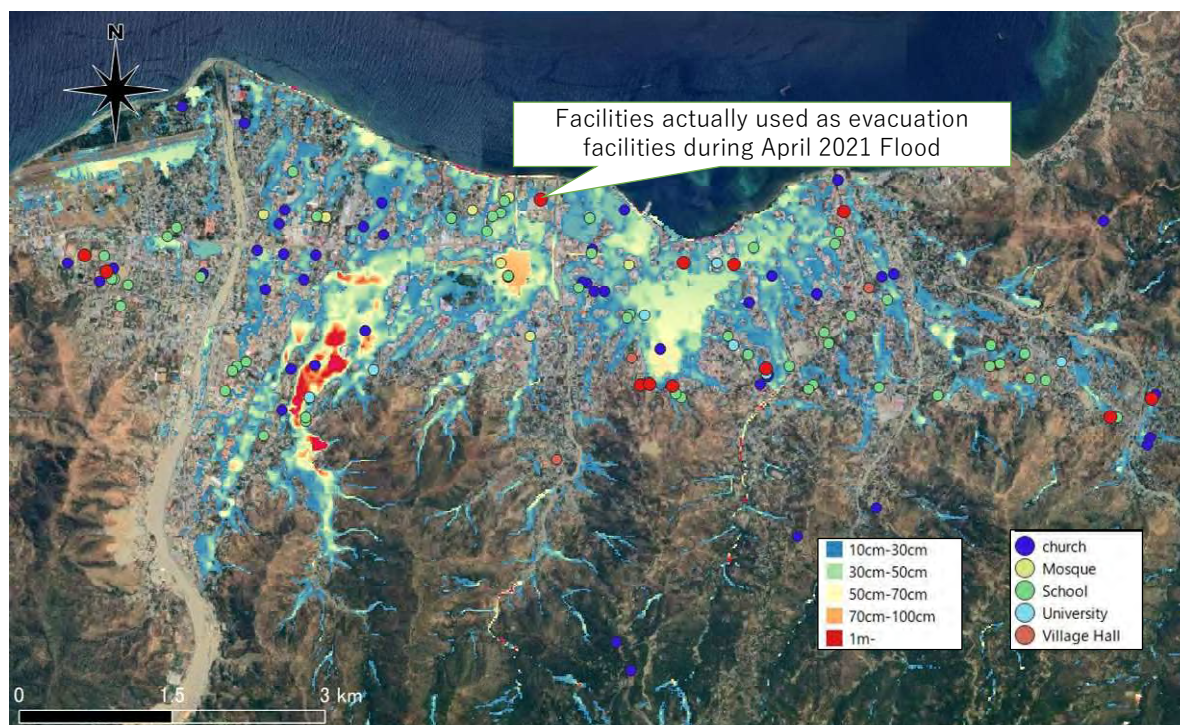 N
Facilities actually used as evacuation
facilities during April 2021 Flood
10cm-30cm
30cm-50cm
50cm-70cm
70cm-100cm
1m-
church
Mosque
School
University
Village Hall
0 1.5 3 km